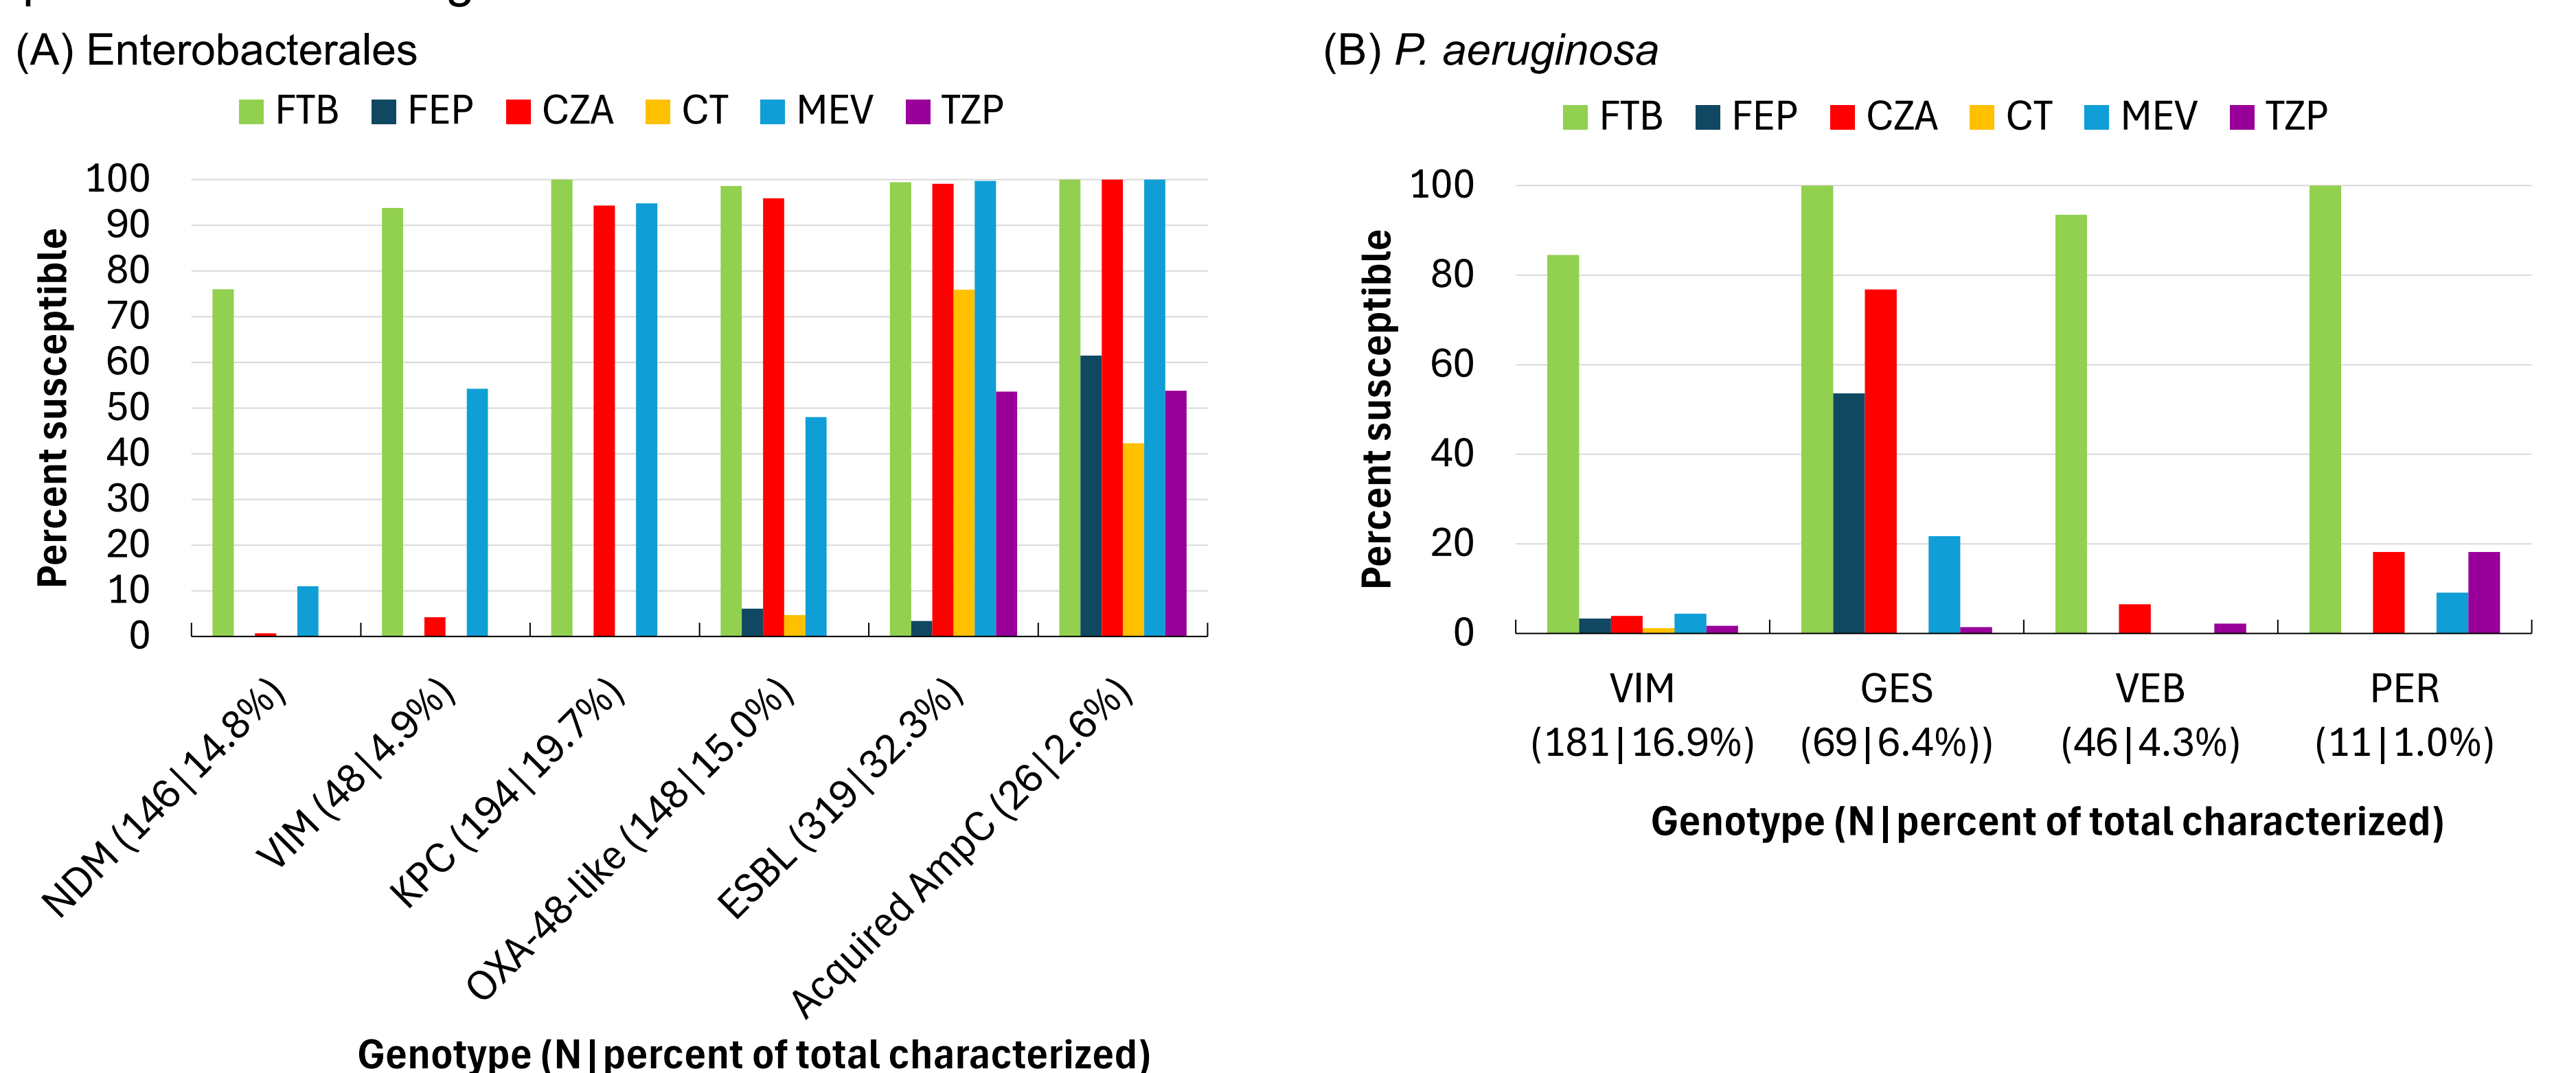 (A) Enterobacterales
FTB FEP CZA CT MEV TZP
Percent susceptible
100
90
80
70
60
50
40
30
20
10
0
NDM (146|14.8%)
VIM (48|4.9%)
KPC (194|19.7%)
OXA-48-like (148|15.0%)
ESBL (319|32.3%)
Acquired AmpC (26|2.6%)
Genotype (N|percent of total characterized)
(B) P. aeruginosa
FTB FEP CZA CT MEV TZP
Percent susceptible
100
80
60
40
20
0
VIM
(181|16.9%)
GES
(69|6.4%))
VEB
(46|4.3%)
PER
(11|1.0%)
Genotype (N|percent of total characterized)